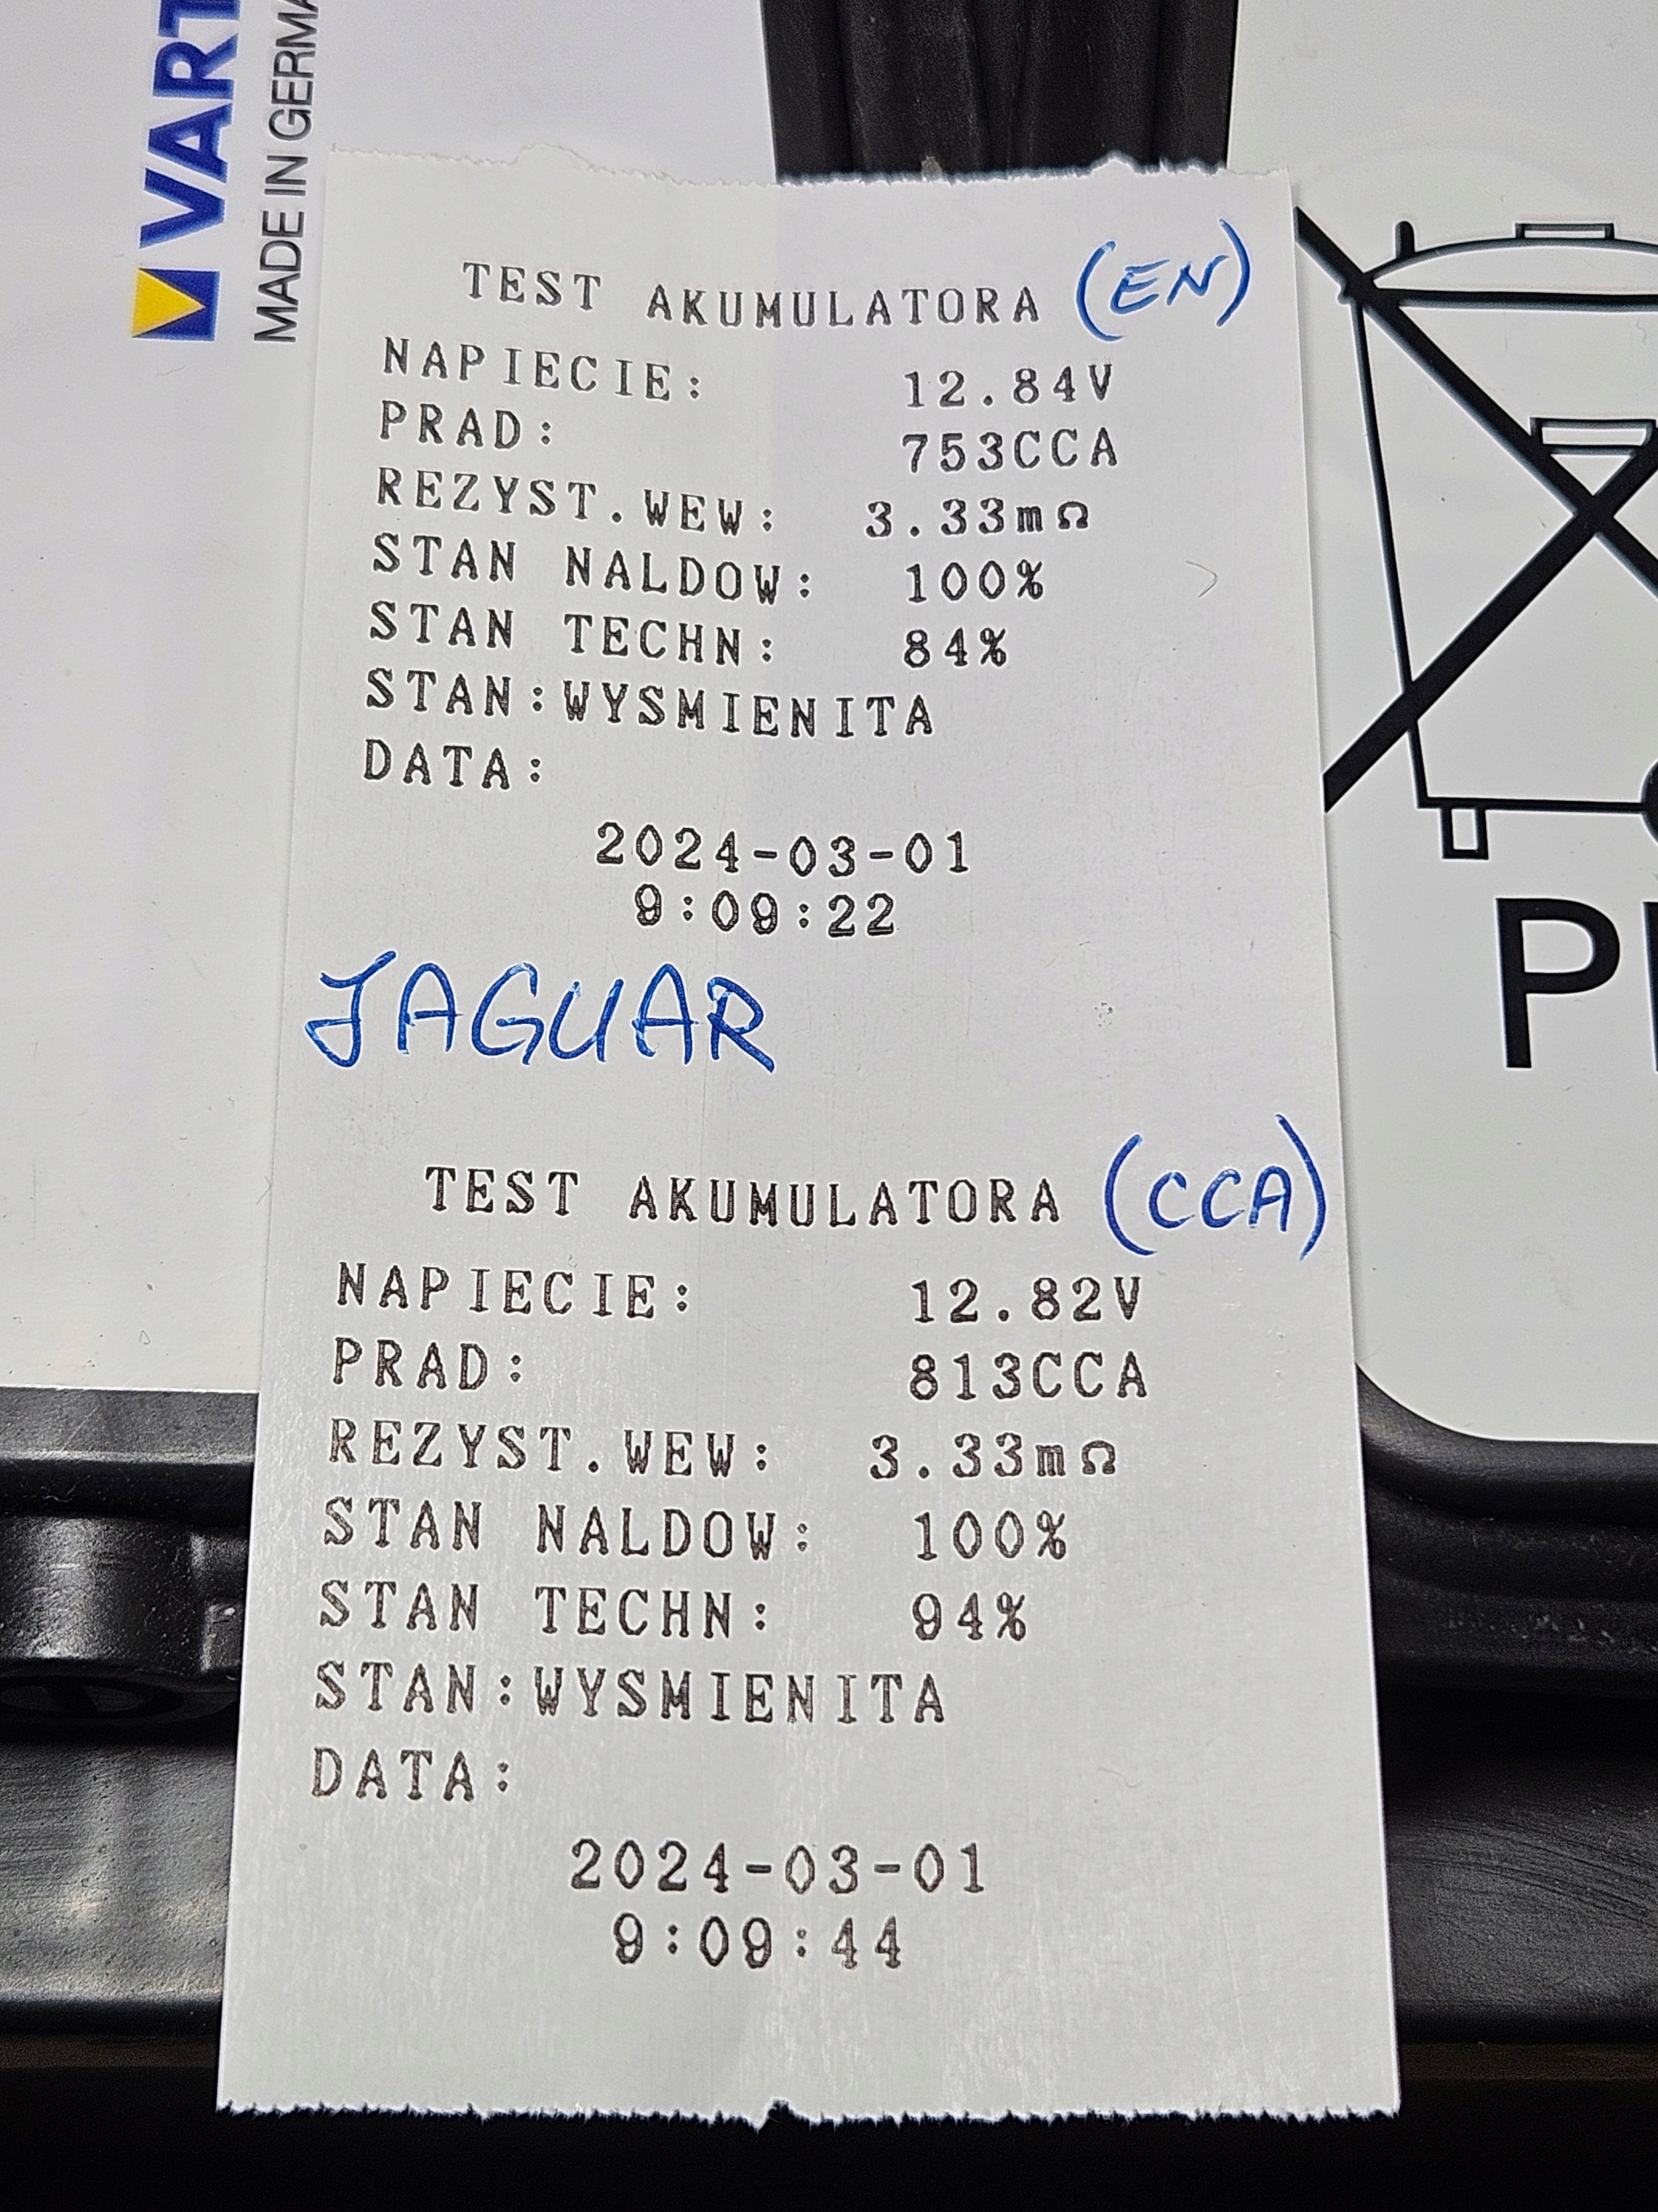 VART
MADE IN GERMA
TEST AKUMULATORA (EN)
NAPIECIE: 12.84V
PRAD: 753CCA
REZYST.WEW: 3.33mΩ
STAN NALDOW: 100%
STAN TECHN: 84%
STAN:WYSMIENITA
DATA:
2024-03-01
9:09:22
JAGUAR
TEST AKUMULATORA (CCA)
NAPIECIE: 12.82V
PRAD: 813CCA
REZYST.WEW: 3.33mΩ
STAN NALDOW: 100%
STAN TECHN: 94%
STAN:WYSMIENITA
DATA:
2024-03-01
9:09:44